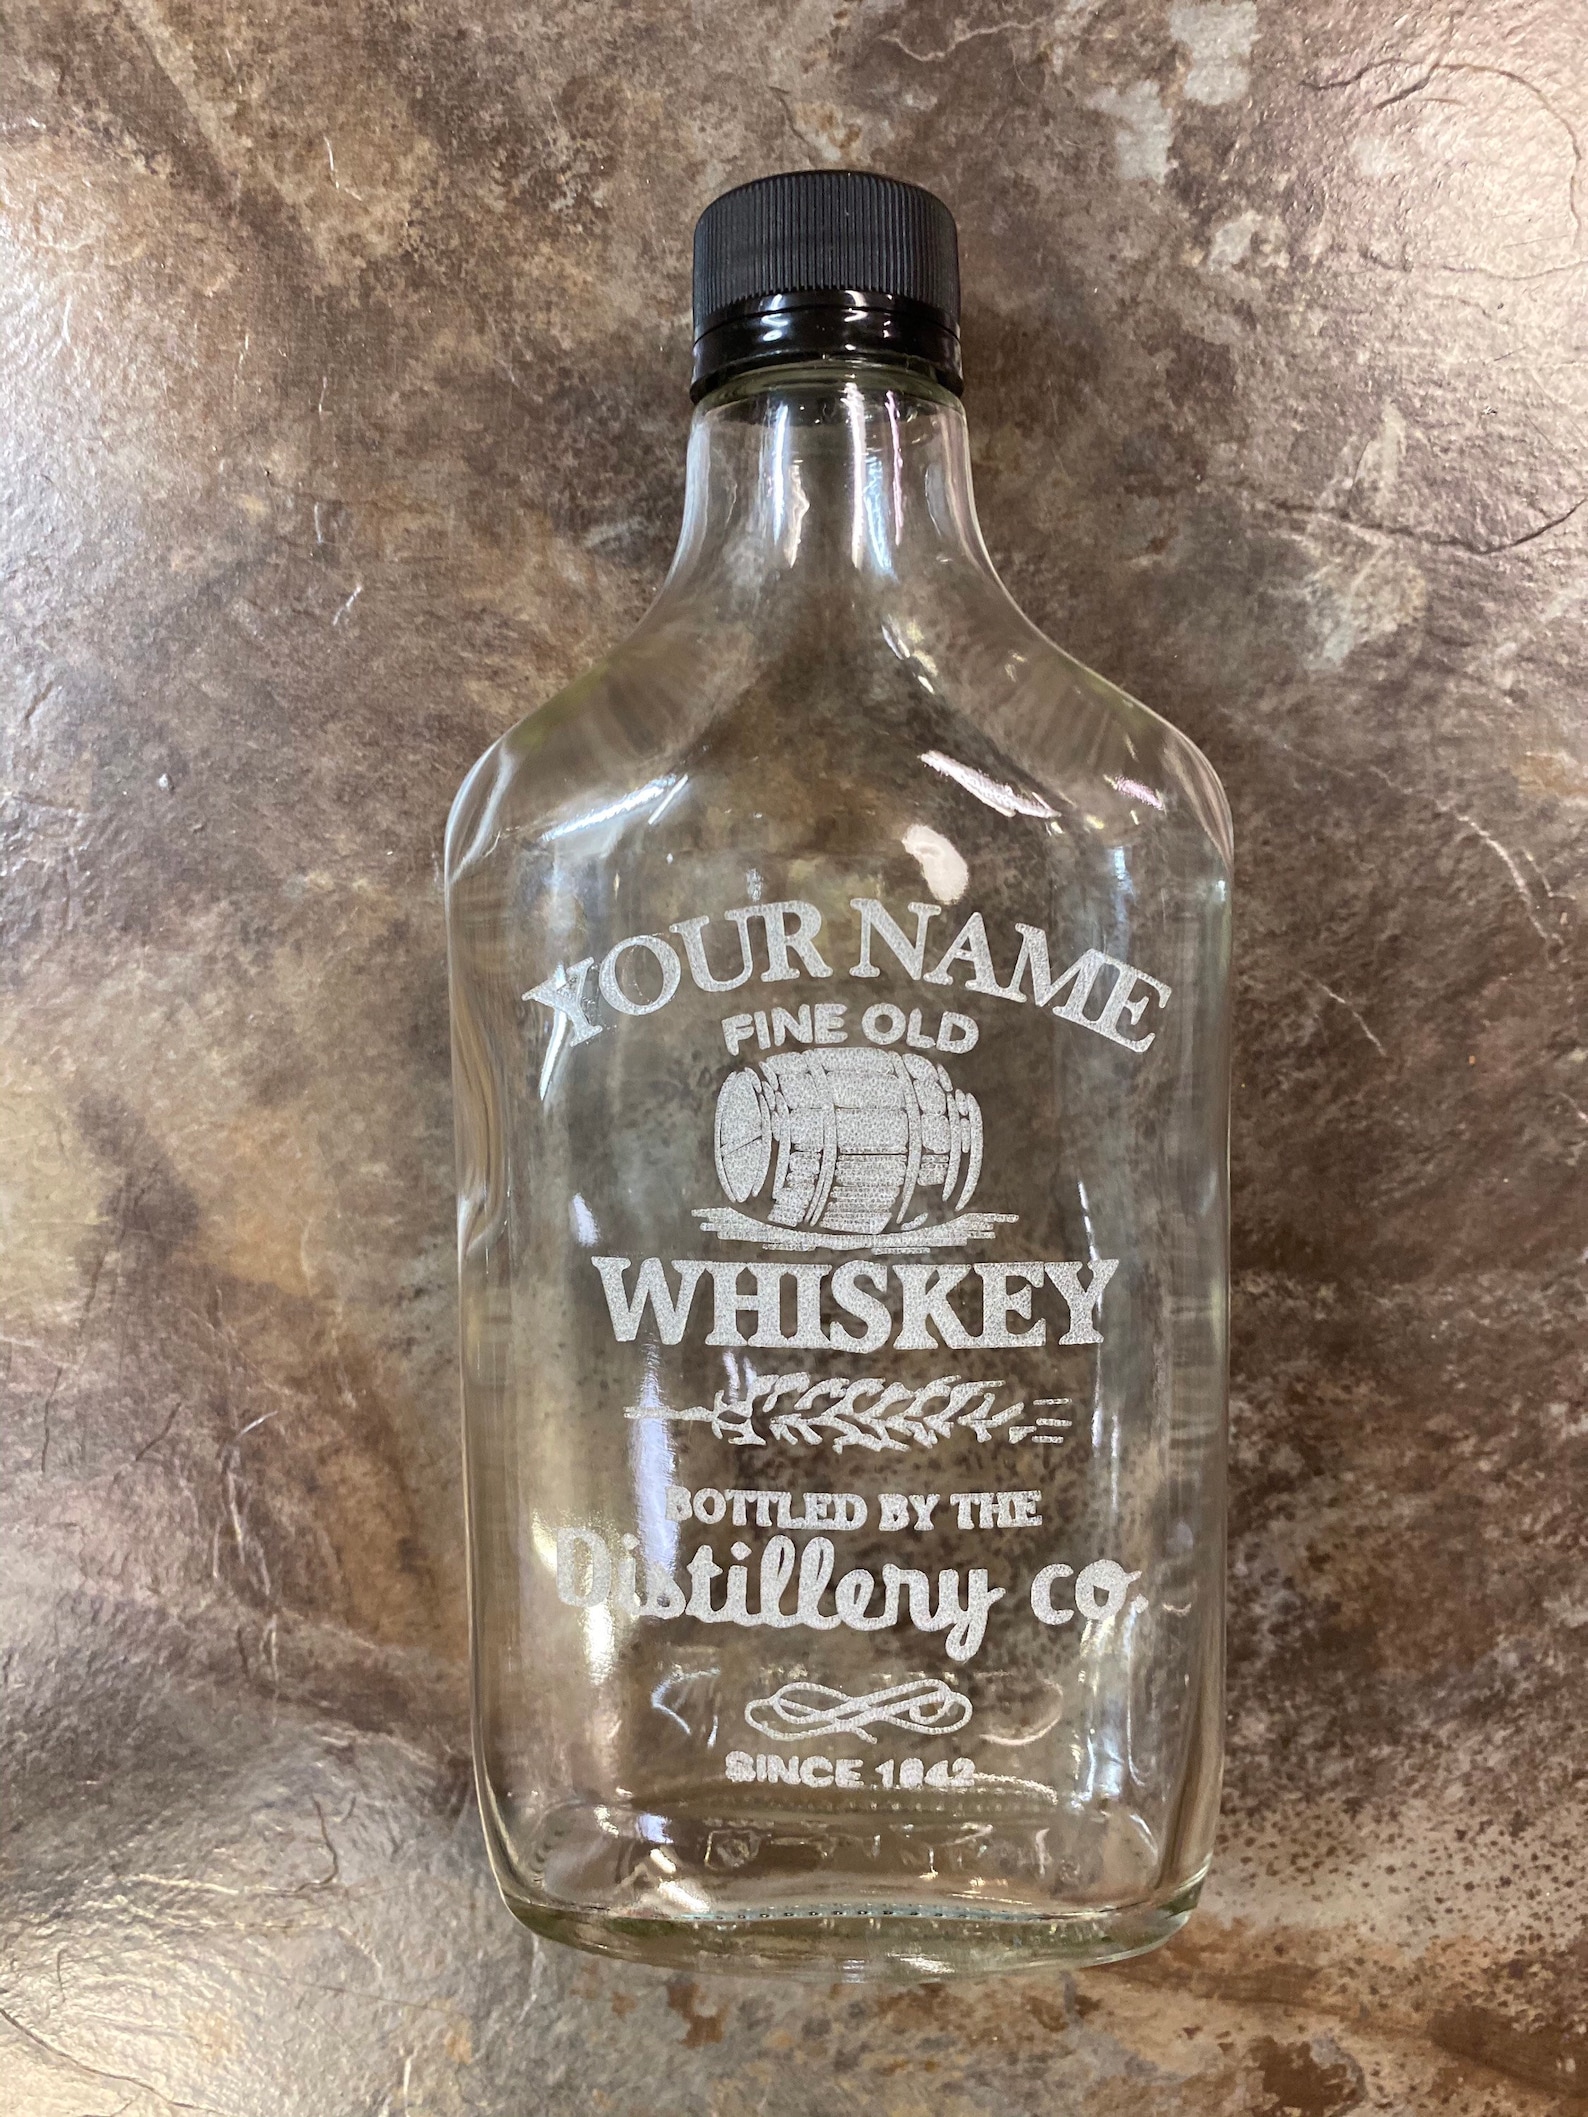 YOUR NAME
FINE OLD
WHISKEY
BOTTLED BY THE
Distillery co.
SINCE 1842